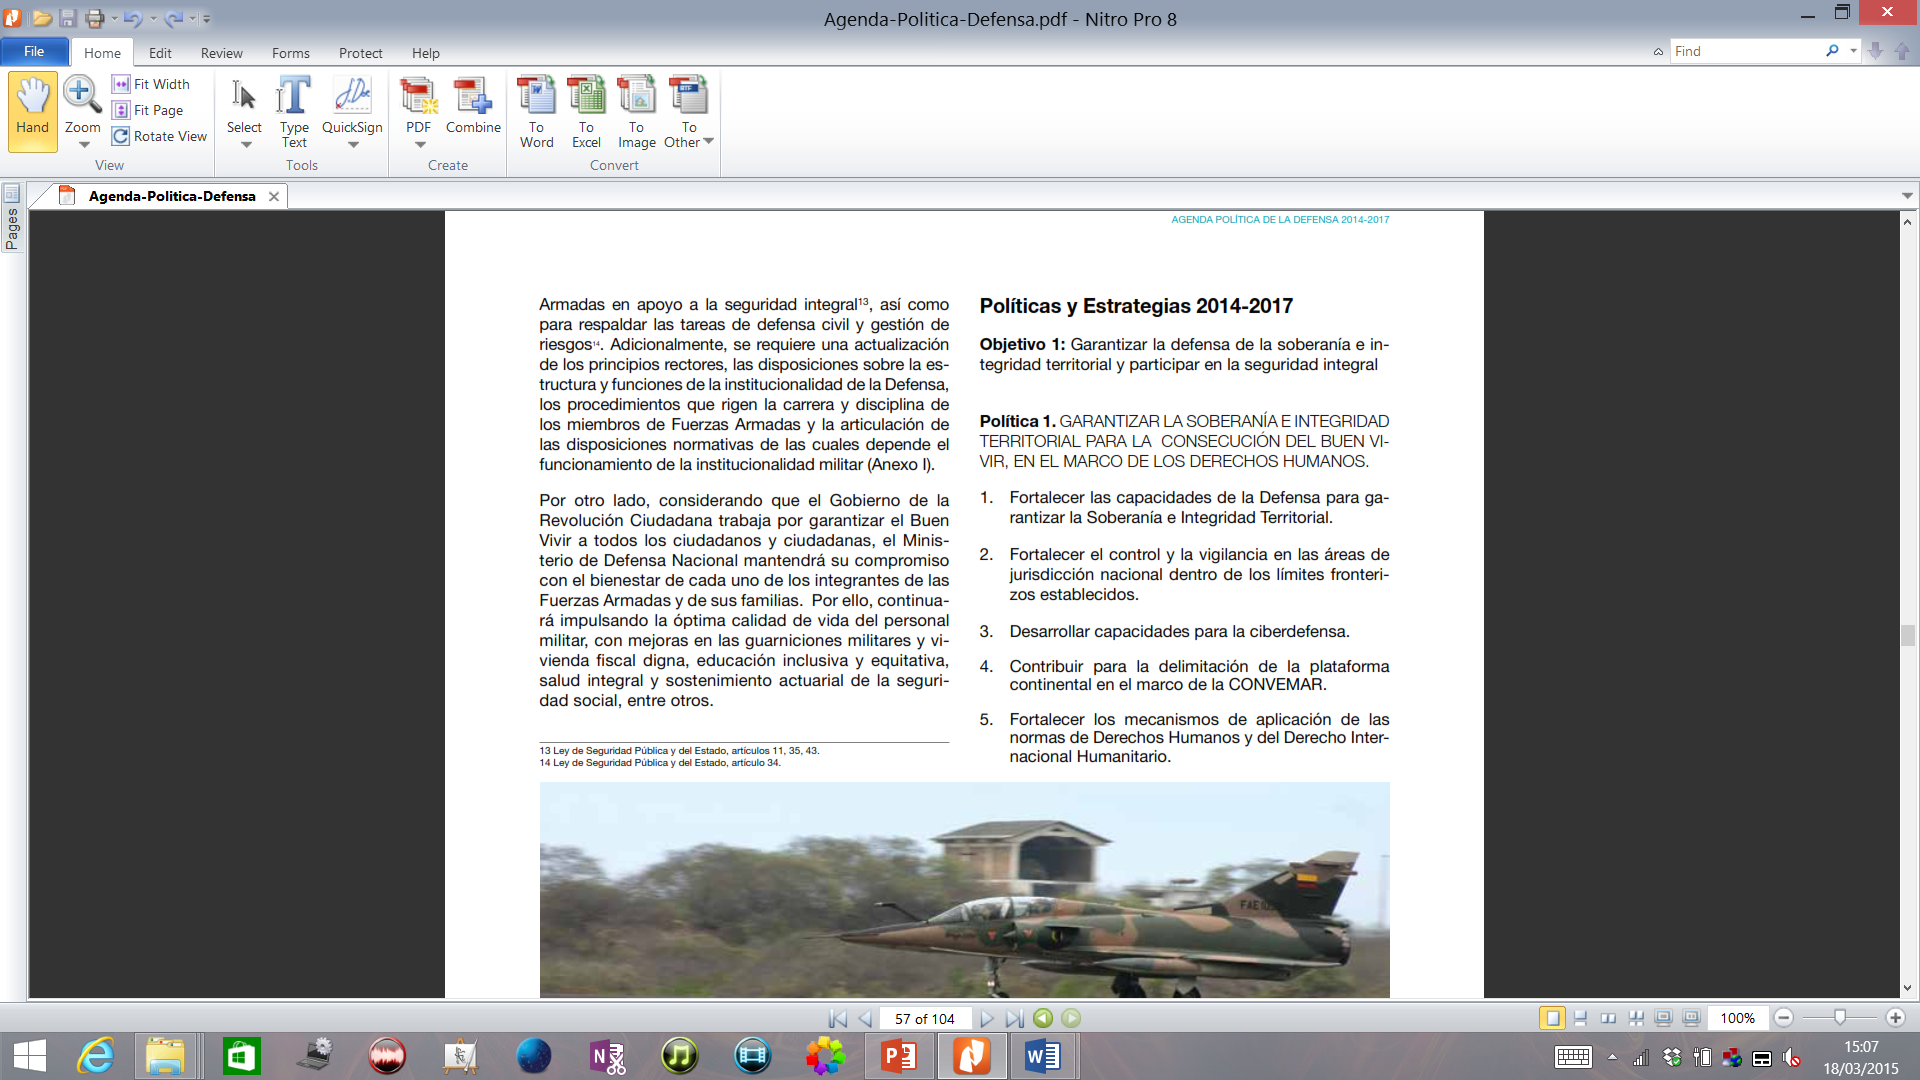 Agenda-Politica-Defensa.pdf - Nitro Pro 8
File
Home
Edit
Review
Forms
Protect
Help
Find
Hand
Zoom
Fit Width
Fit Page
Rotate View
View
Select
Type
Text
QuickSign
Tools
PDF
Combine
Create
To
Word
To
Excel
To
Image
To
Other
Convert
Pages
Agenda-Politica-Defensa
AGENDA POLÍTICA DE LA DEFENSA 2014-2017
Armadas en apoyo a la seguridad integral¹³, así como
para respaldar las tareas de defensa civil y gestión de
riesgos¹⁴. Adicionalmente, se requiere una actualización
de los principios rectores, las disposiciones sobre la es-
tructura y funciones de la institucionalidad de la Defensa,
los procedimientos que rigen la carrera y disciplina de
los miembros de Fuerzas Armadas y la articulación de
las disposiciones normativas de las cuales depende el
funcionamiento de la institucionalidad militar (Anexo I).
Por otro lado, considerando que el Gobierno de la
Revolución Ciudadana trabaja por garantizar el Buen
Vivir a todos los ciudadanos y ciudadanas, el Minis-
terio de Defensa Nacional mantendrá su compromiso
con el bienestar de cada uno de los integrantes de las
Fuerzas Armadas y de sus familias. Por ello, continua-
rá impulsando la óptima calidad de vida del personal
militar, con mejoras en las guarniciones militares y vi-
vienda fiscal digna, educación inclusiva y equitativa,
salud integral y sostenimiento actuarial de la seguri-
dad social, entre otros.
13 Ley de Seguridad Pública y del Estado, artículos 11, 35, 43.
14 Ley de Seguridad Pública y del Estado, artículo 34.
Políticas y Estrategias 2014-2017
Objetivo 1: Garantizar la defensa de la soberanía e in-
tegridad territorial y participar en la seguridad integral
Política 1. GARANTIZAR LA SOBERANÍA E INTEGRIDAD
TERRITORIAL PARA LA CONSECUCIÓN DEL BUEN VI-
VIR, EN EL MARCO DE LOS DERECHOS HUMANOS.
1. Fortalecer las capacidades de la Defensa para ga-
rantizar la Soberanía e Integridad Territorial.
2. Fortalecer el control y la vigilancia en las áreas de
jurisdicción nacional dentro de los límites fronteri-
zos establecidos.
3. Desarrollar capacidades para la ciberdefensa.
4. Contribuir para la delimitación de la plataforma
continental en el marco de la CONVEMAR.
5. Fortalecer los mecanismos de aplicación de las
normas de Derechos Humanos y del Derecho Inter-
nacional Humanitario.
57 of 104
100%
15:07
18/03/2015